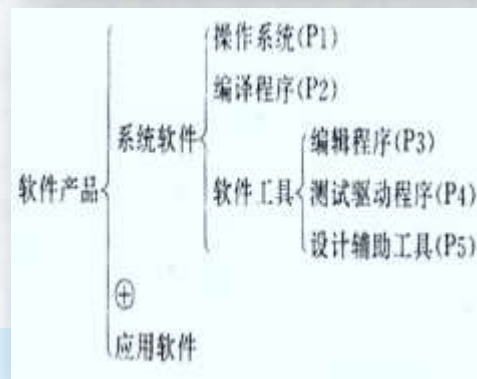 操作系统(P1)
编译程序(P2)
系统软件
编辑程序(P3)
软件产品
软件工具
测试驱动程序(P4)
设计辅助工具(P5)
⊕
应用软件